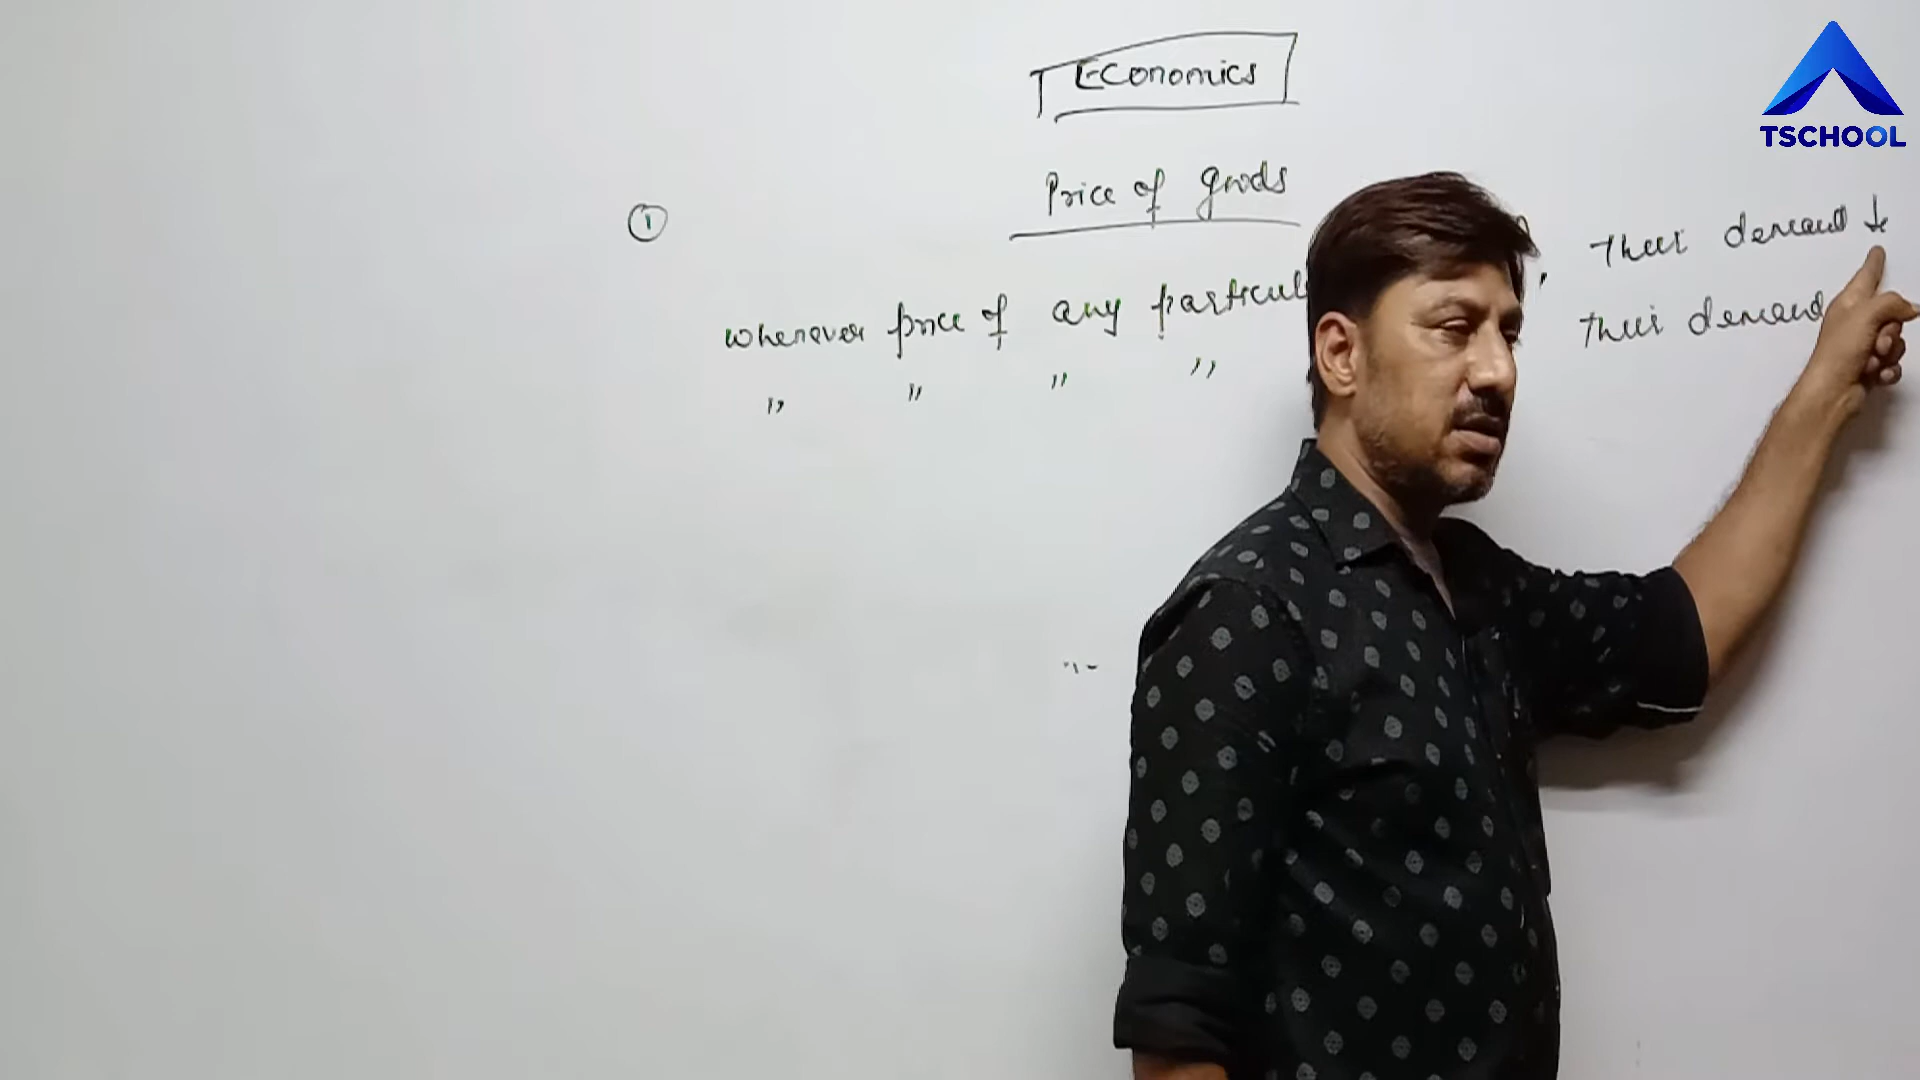 Economics
TSCHOOL
Price of goods
①
whenever price of any particul , Their demand ↓
" " " " Their demand